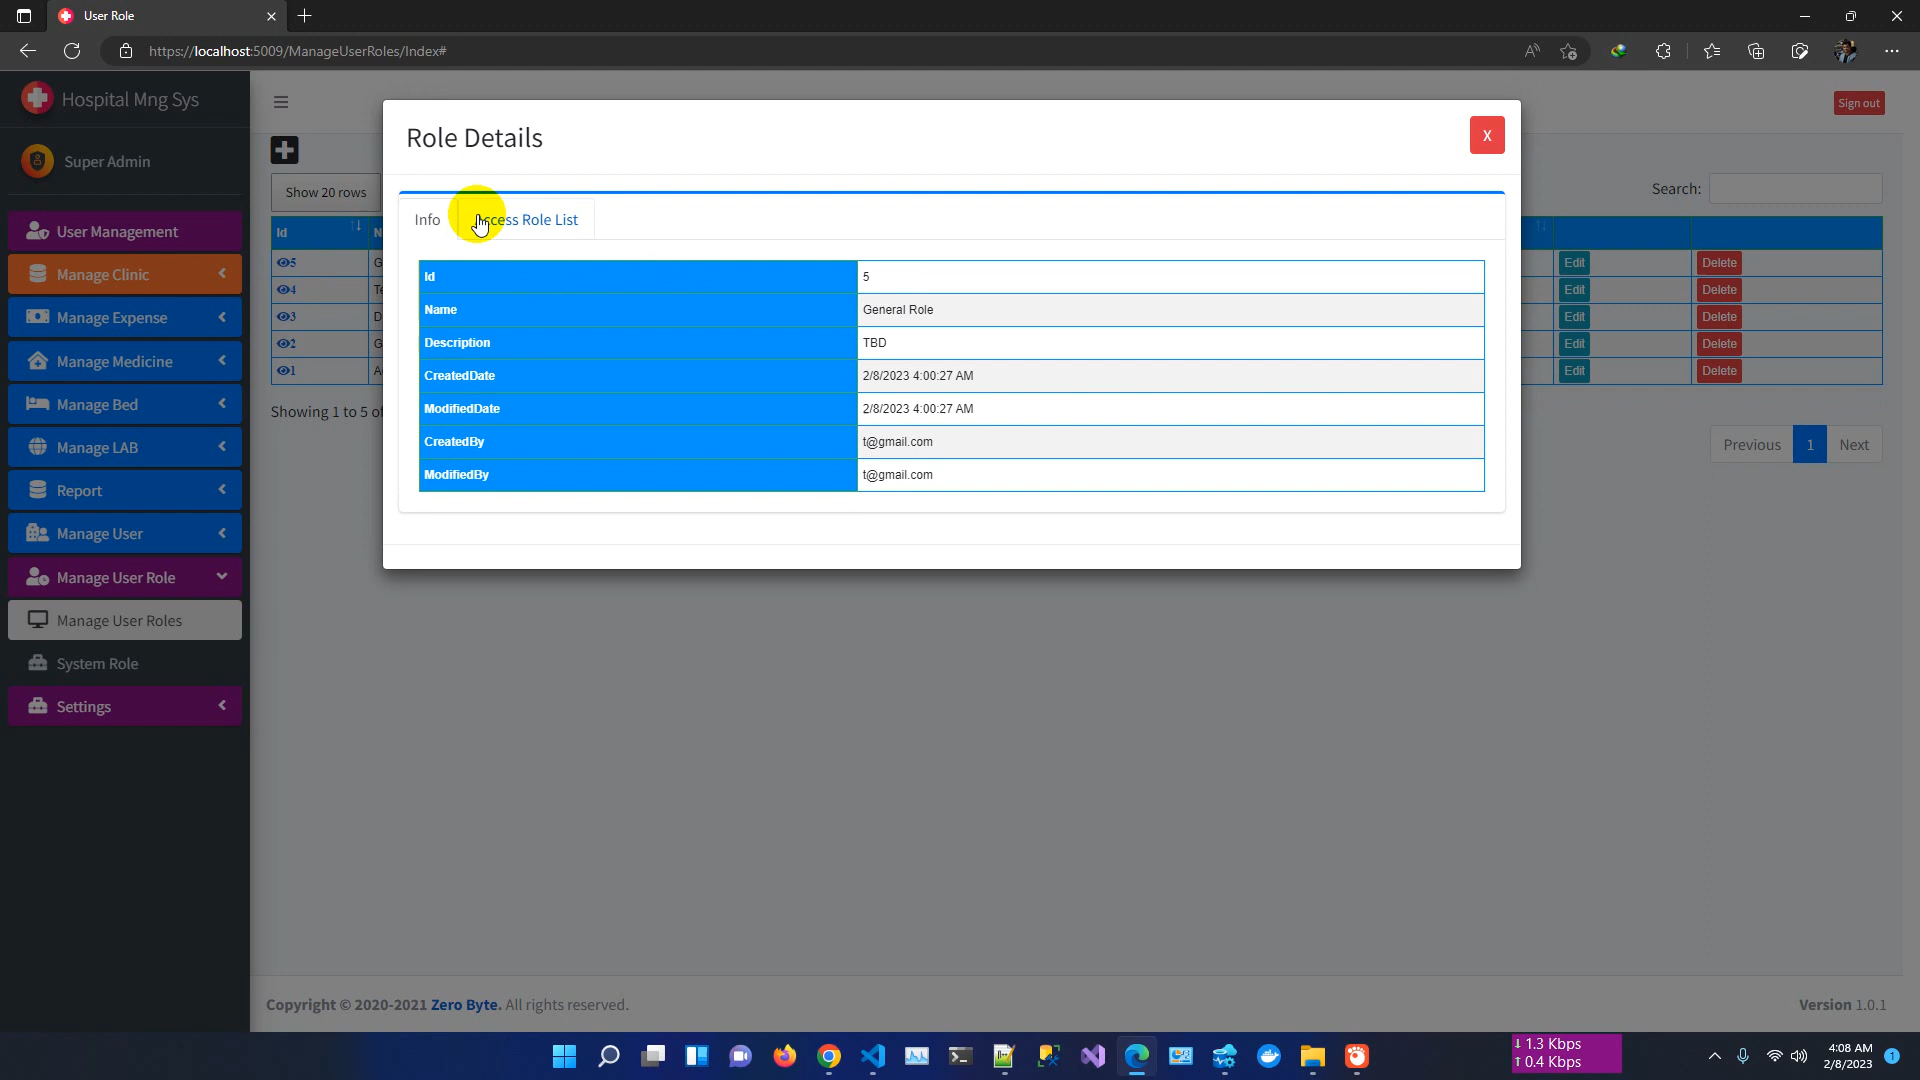 User Role
https://localhost:5009/ManageUserRoles/Index#
Hospital Mng Sys
Sign out
Super Admin
User Management
Manage Clinic
Manage Expense
Manage Medicine
Manage Bed
Manage LAB
Report
Manage User
Manage User Role
Manage User Roles
System Role
Settings
Show 20 rows
Search:
Id
5
4
3
2
1
Edit Delete
Edit Delete
Edit Delete
Edit Delete
Edit Delete
Showing 1 to 5 of
Previous 1 Next
Role Details
X
Info
Access Role List
Id 5
Name General Role
Description TBD
CreatedDate 2/8/2023 4:00:27 AM
ModifiedDate 2/8/2023 4:00:27 AM
CreatedBy t@gmail.com
ModifiedBy t@gmail.com
Copyright © 2020-2021 Zero Byte. All rights reserved.
Version 1.0.1
1.3 Kbps
0.4 Kbps
4:08 AM
2/8/2023
1